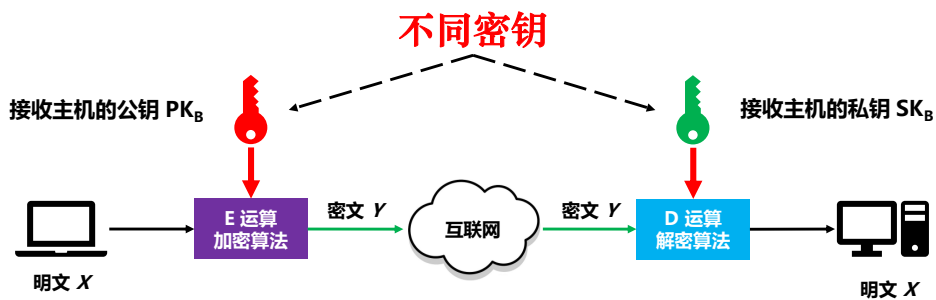 不同密钥
接收主机的公钥 PKB
接收主机的私钥 SKB
E 运算
加密算法
密文 Y
互联网
密文 Y
D 运算
解密算法
明文 X
明文 X